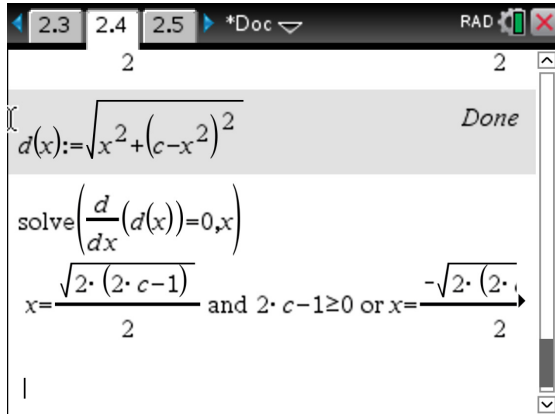 2.3 2.4 2.5 *Doc RAD
2 2
d(x):=√(x²+(c-x²)²) Done
solve(d/dx(d(x))=0,x)
x=√(2·(2·c-1))/2 and 2·c-1≥0 or x=-√(2·(2·/2